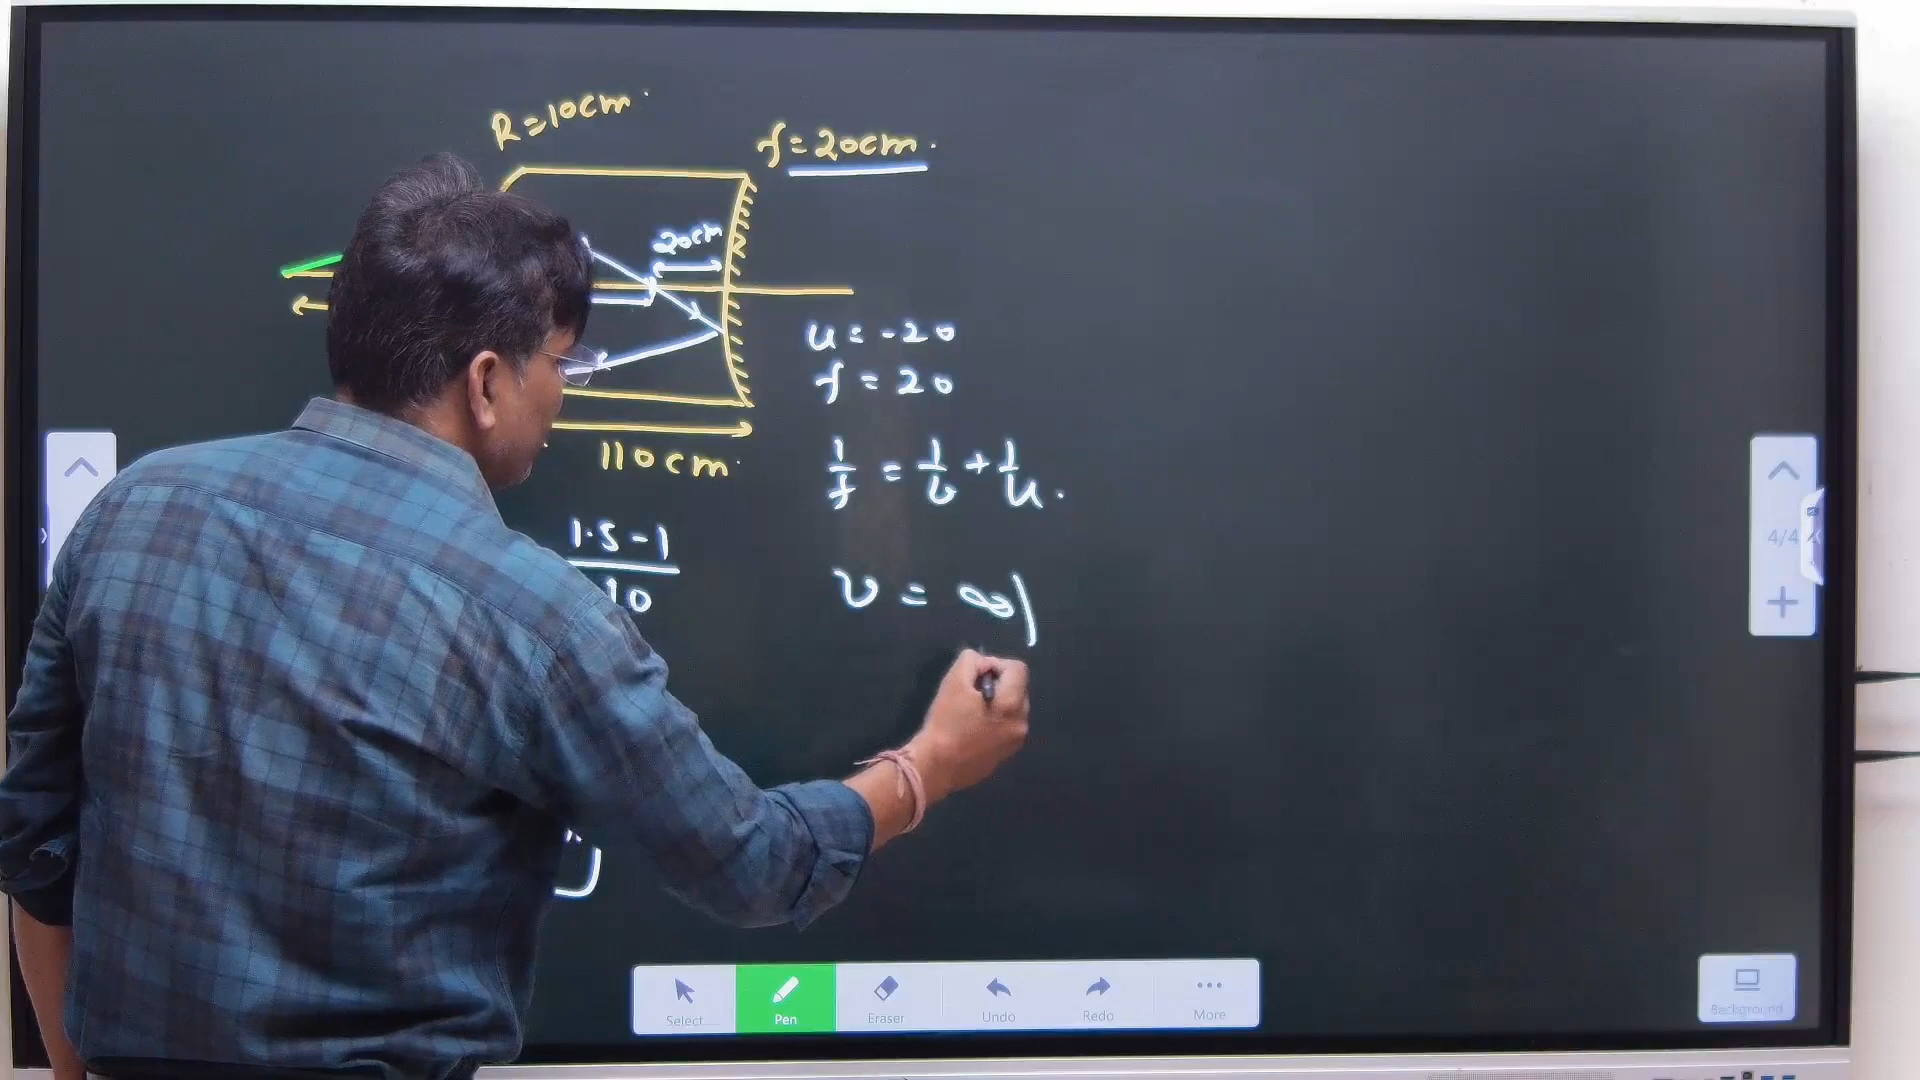 R=10cm.
f=20cm.
20cm
u = -20
f = 20
110cm.
1/f = 1/v + 1/u.
1.5-1
10
v = ∞
4/4
Select
Pen
Eraser
Undo
Redo
More
Background